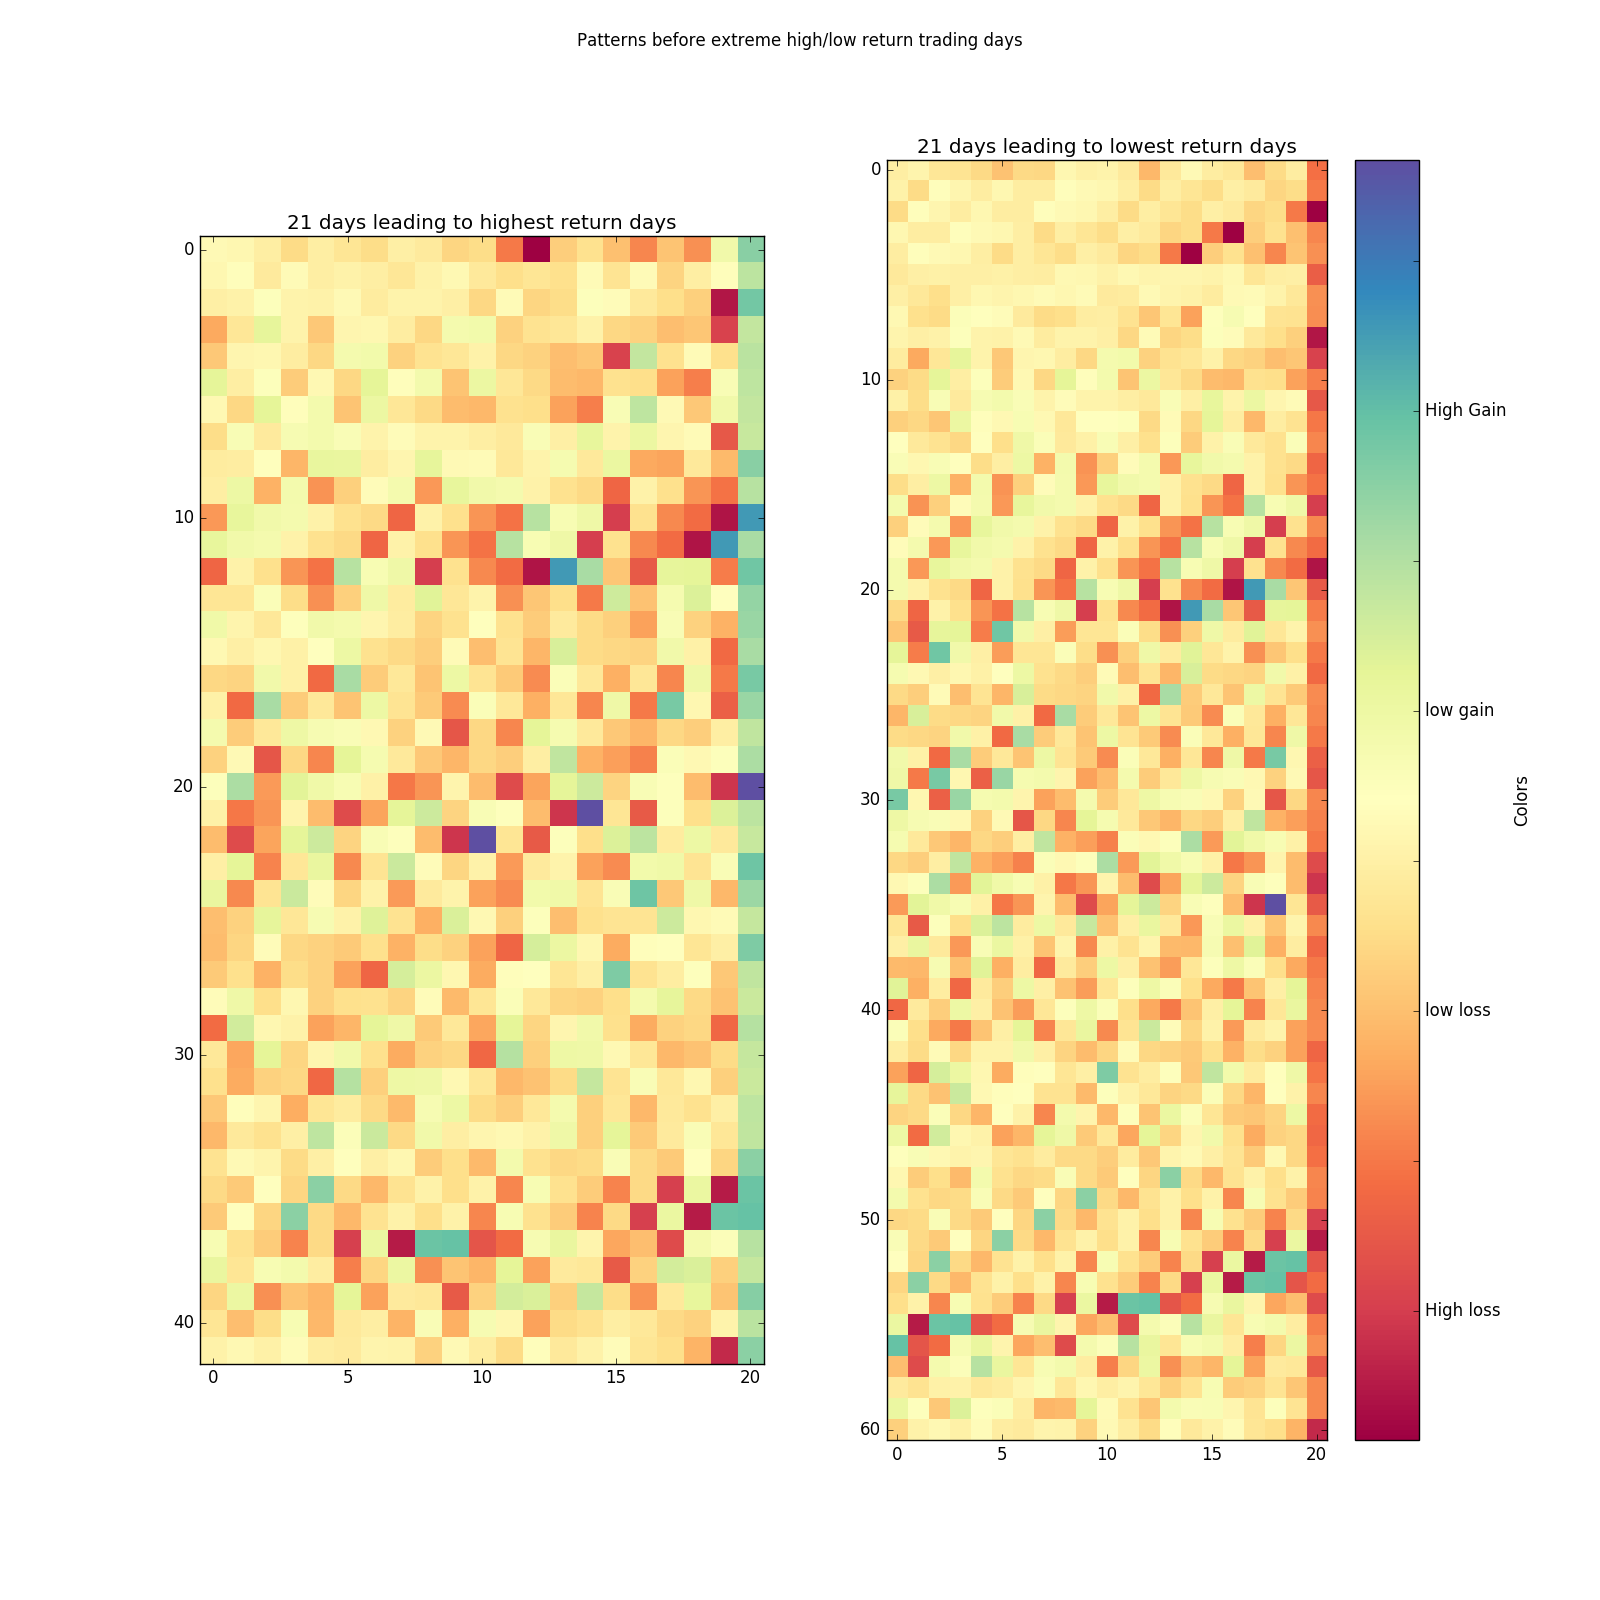 Patterns before extreme high/low return trading days
21 days leading to highest return days
0
10
20
30
40
0 5 10 15 20
21 days leading to lowest return days
0
10
20
30
40
50
60
0 5 10 15 20
High Gain
low gain
low loss
High loss
Colors